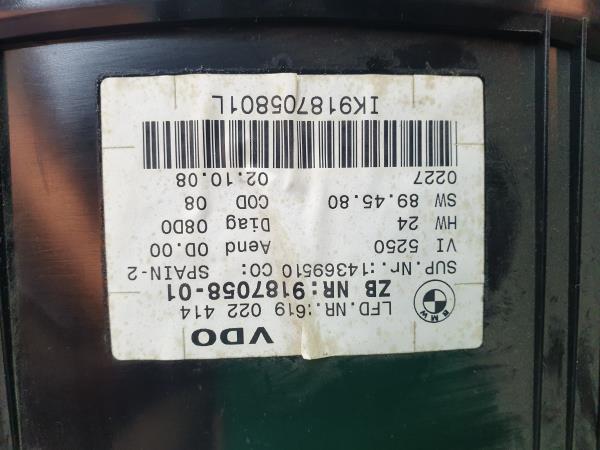 VDO
LFD.NR.:619 022 414
ZB NR:9187058-01
BMW
SUP.Nr.:14369510 CO: SPAIN-2
VI 5250 Aend 0D.00
HW 24 Diag 08D0
SW 89.45.80 COD 08
0227 02.10.08
IK918705801L